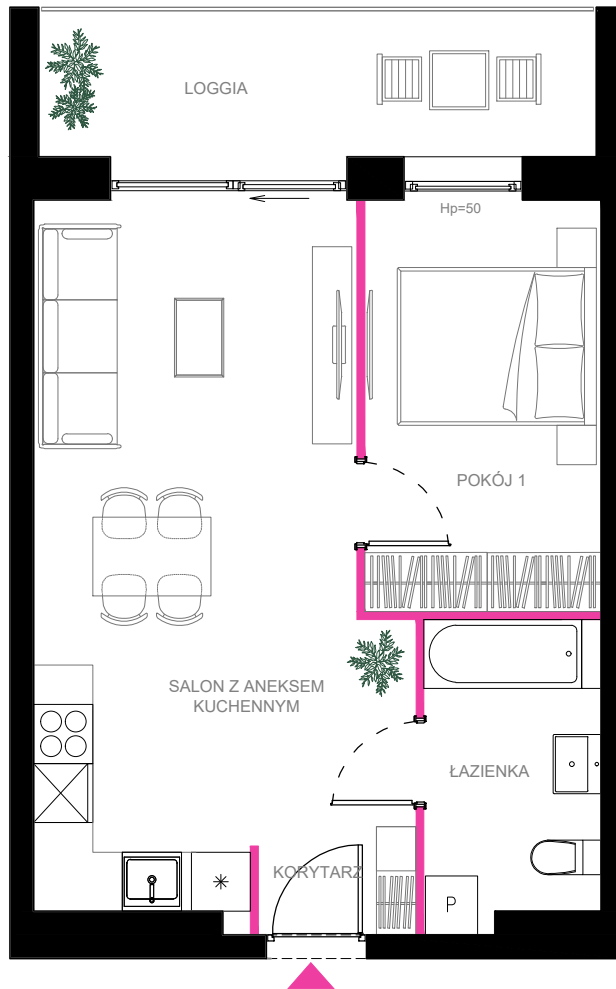 LOGGIA
Hp=50
POKÓJ 1
SALON Z ANEKSEM
KUCHENNYM
ŁAZIENKA
KORYTARZ
P